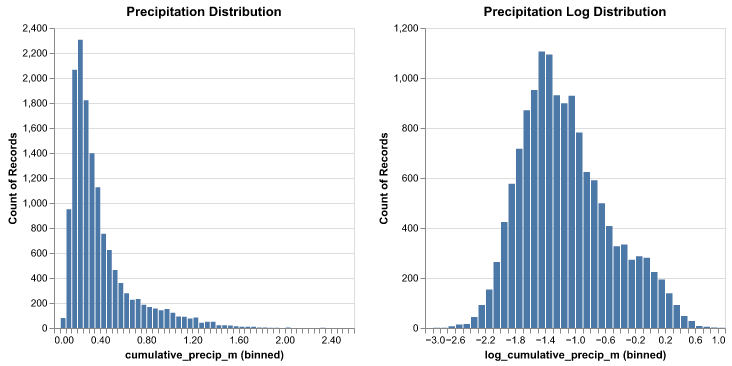 Precipitation Distribution
Count of Records
2,400
2,200
2,000
1,800
1,600
1,400
1,200
1,000
800
600
400
200
0
0.00 0.40 0.80 1.20 1.60 2.00 2.40
cumulative_precip_m (binned)
Precipitation Log Distribution
Count of Records
1,200
1,000
800
600
400
200
0
−3.0 −2.6 −2.2 −1.8 −1.4 −1.0 −0.6 −0.2 0.2 0.6 1.0
log_cumulative_precip_m (binned)